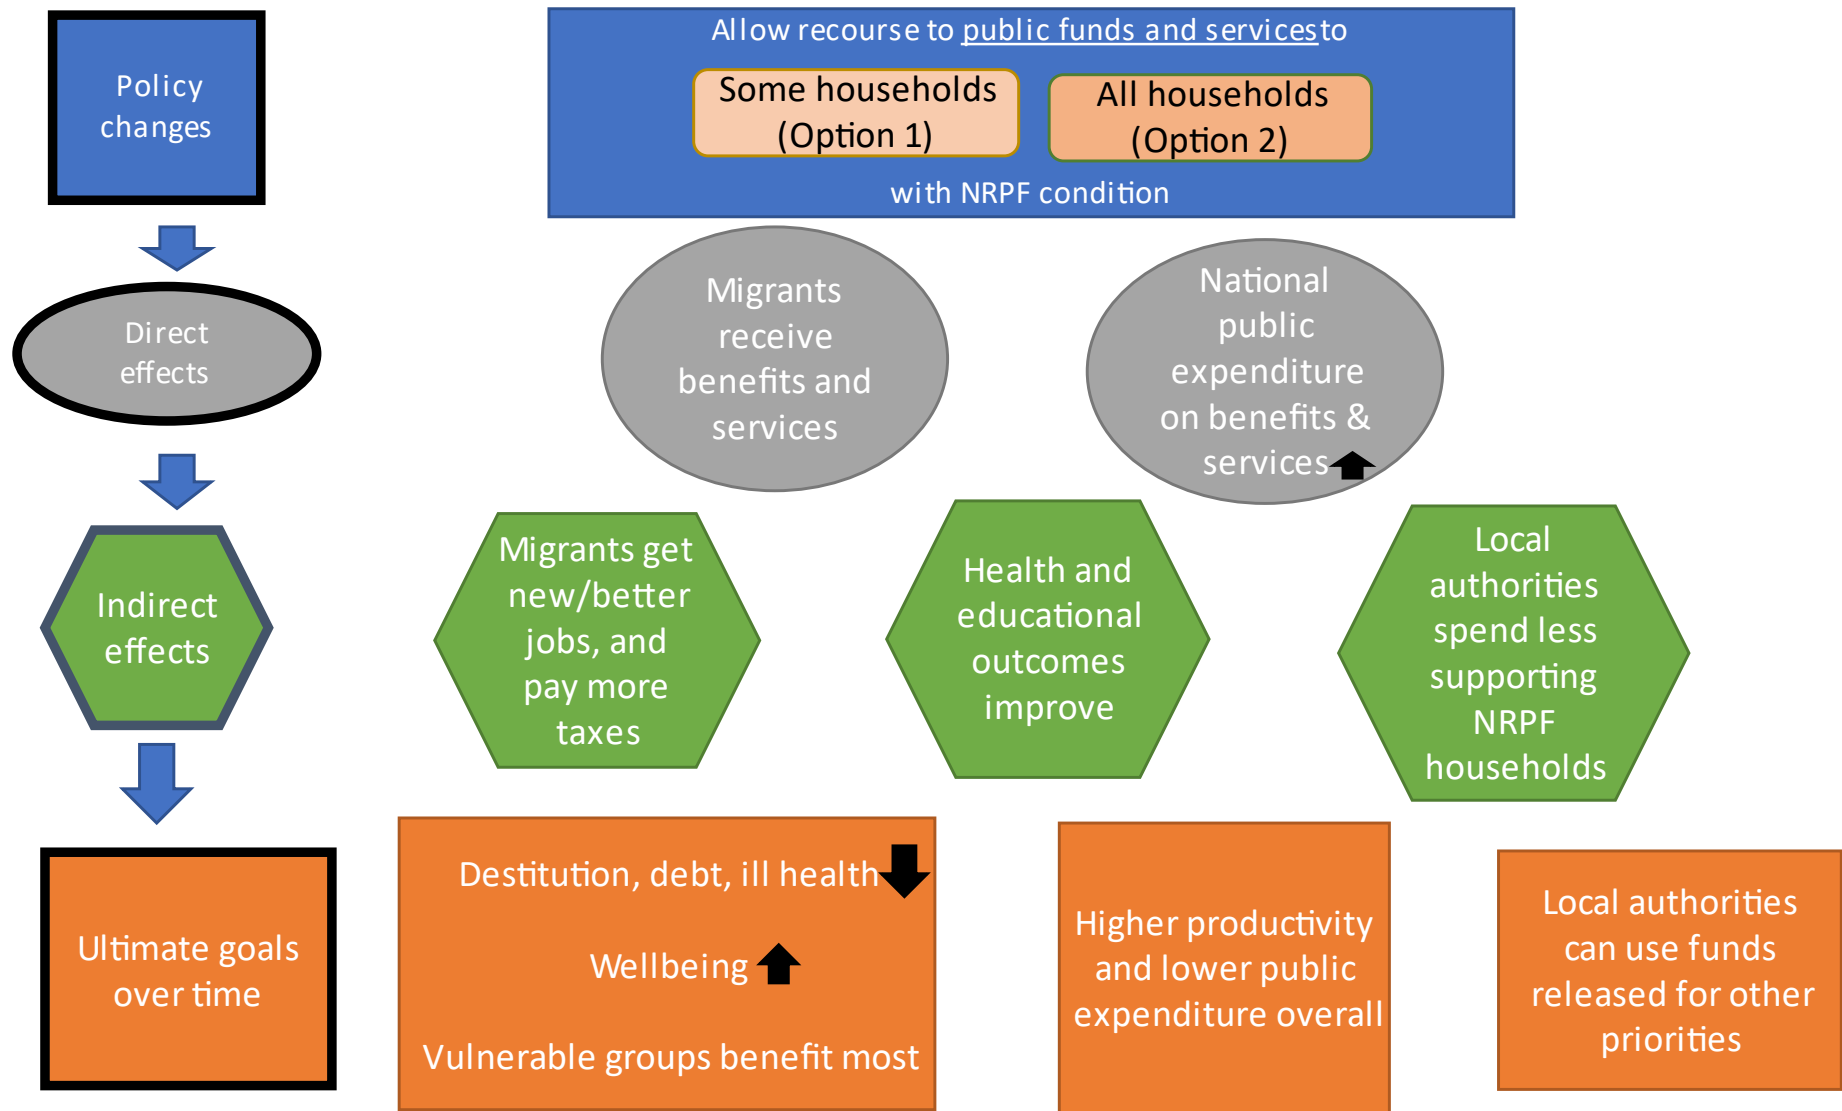 Policy
changes
Allow recourse to public funds and services to
Some households
(Option 1)
All households
(Option 2)
with NRPF condition
Direct
effects
Migrants
receive
benefits and
services
National
public
expenditure
on benefits &
services
Indirect
effects
Migrants get
new/better
jobs, and
pay more
taxes
Health and
educational
outcomes
improve
Local
authorities
spend less
supporting
NRPF
households
Ultimate goals
over time
Destitution, debt, ill health
Wellbeing
Vulnerable groups benefit most
Higher productivity
and lower public
expenditure overall
Local authorities
can use funds
released for other
priorities